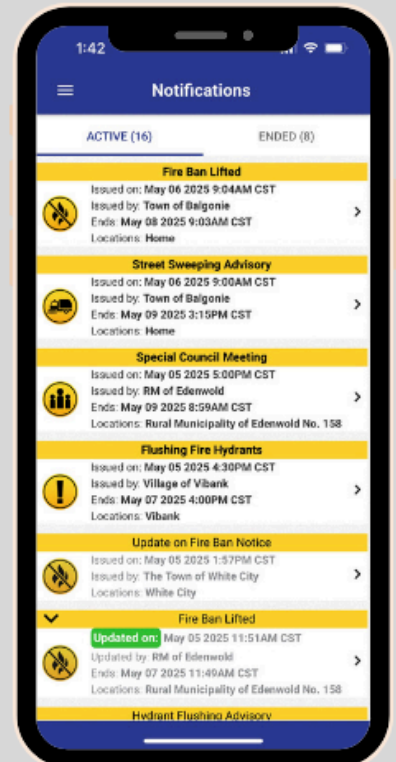 1:42
Notifications
ACTIVE (16)
ENDED (8)
Fire Ban Lifted
Issued on: May 06 2025 9:04AM CST
Issued by: Town of Balgonie
Ends: May 08 2025 9:03AM CST
Locations: Home
Street Sweeping Advisory
Issued on: May 06 2025 9:00AM CST
Issued by: Town of Balgonie
Ends: May 09 2025 3:15PM CST
Locations: Home
Special Council Meeting
Issued on: May 05 2025 5:00PM CST
Issued by: RM of Edenwold
Ends: May 09 2025 8:59AM CST
Locations: Rural Municipality of Edenwold No. 158
Flushing Fire Hydrants
Issued on: May 05 2025 4:30PM CST
Issued by: Village of Vibank
Ends: May 07 2025 4:00PM CST
Locations: Vibank
Update on Fire Ban Notice
Issued on: May 05 2025 1:57PM CST
Issued by: The Town of White City
Locations: White City
Fire Ban Lifted
Updated on: May 05 2025 11:51AM CST
Updated by: RM of Edenwold
Ends: May 07 2025 11:49AM CST
Locations: Rural Municipality of Edenwold No. 158
Hydrant Flushing Advisory